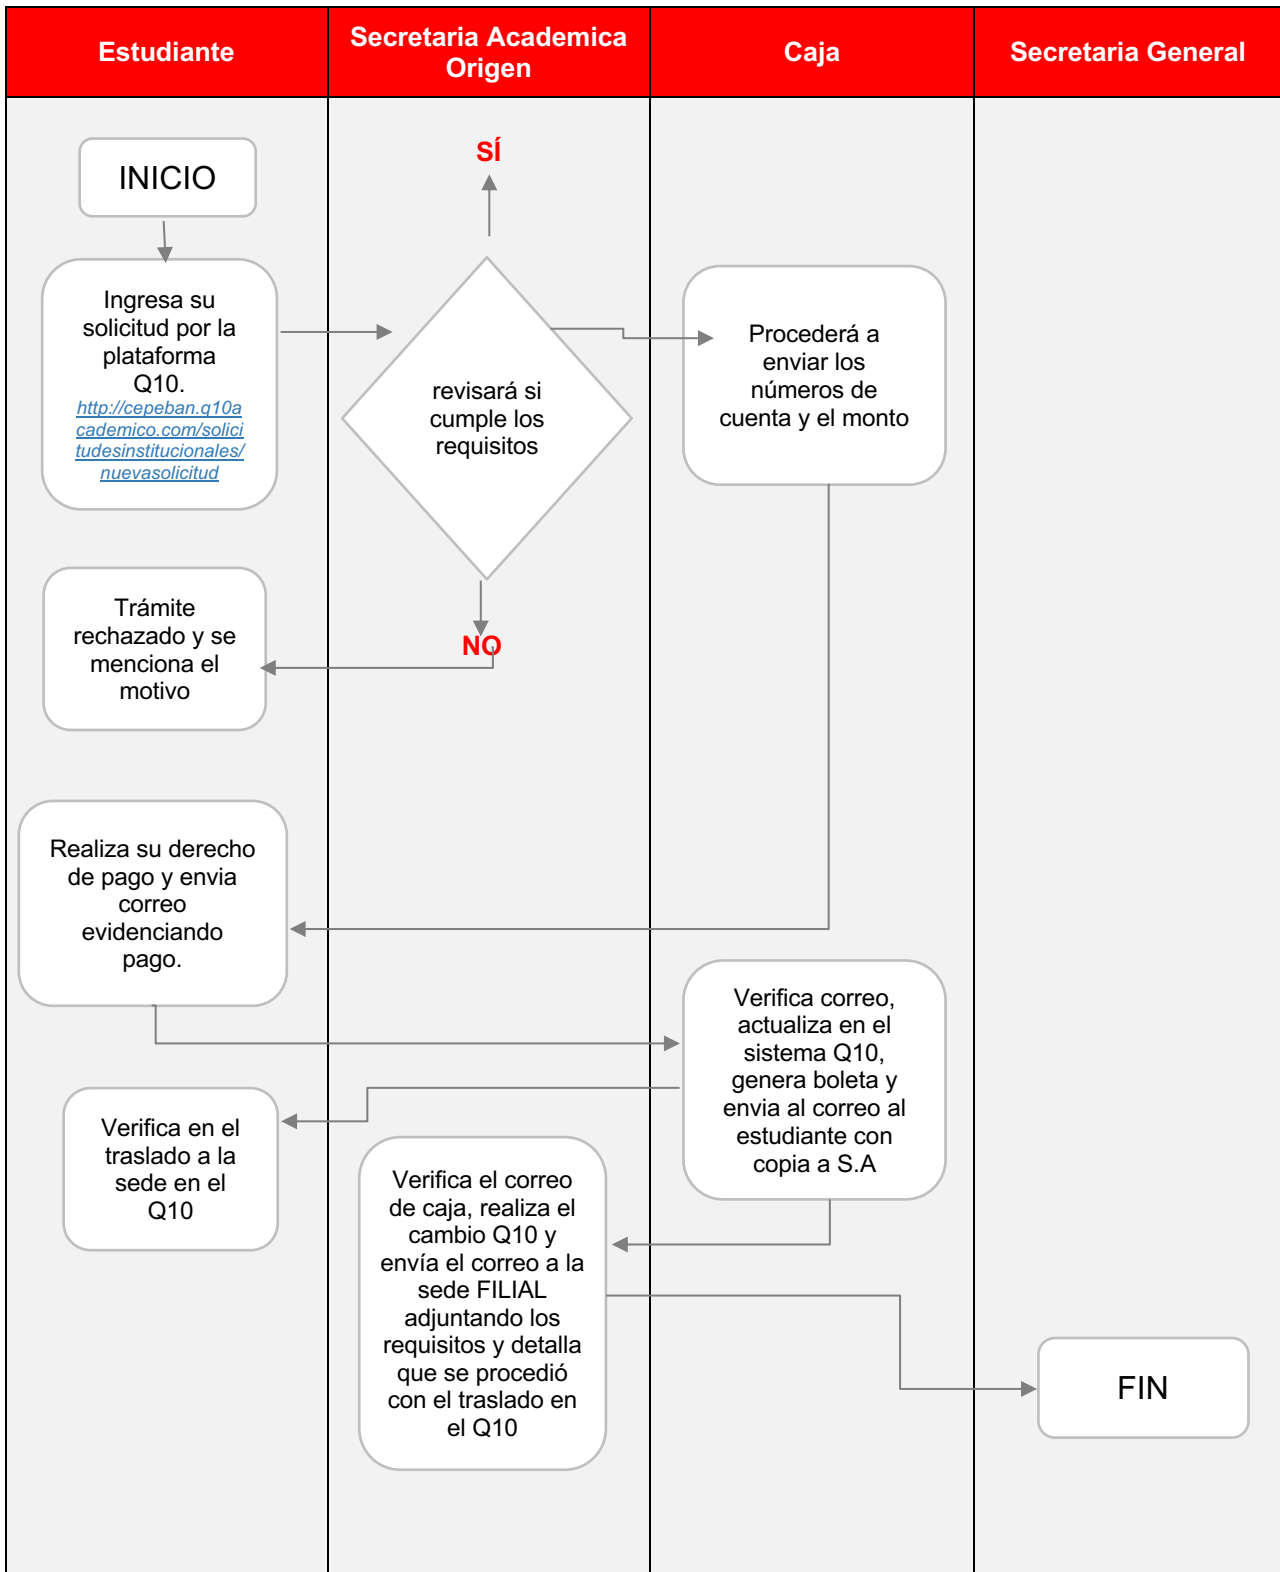 Estudiante
Secretaria Academica
Origen
Caja
Secretaria General
INICIO
SÍ
Ingresa su
solicitud por la
plataforma
Q10.
http://cepeban.q10a
cademico.com/solici
tudesinstitucionales/
nuevasolicitud
revisará si
cumple los
requisitos
Procederá a
enviar los
números de
cuenta y el monto
NO
Trámite
rechazado y se
menciona el
motivo
Realiza su derecho
de pago y envia
correo
evidenciando
pago.
Verifica correo,
actualiza en el
sistema Q10,
genera boleta y
envia al correo al
estudiante con
copia a S.A
Verifica en el
traslado a la
sede en el
Q10
Verifica el correo
de caja, realiza el
cambio Q10 y
envía el correo a la
sede FILIAL
adjuntando los
requisitos y detalla
que se procedió
con el traslado en
el Q10
FIN